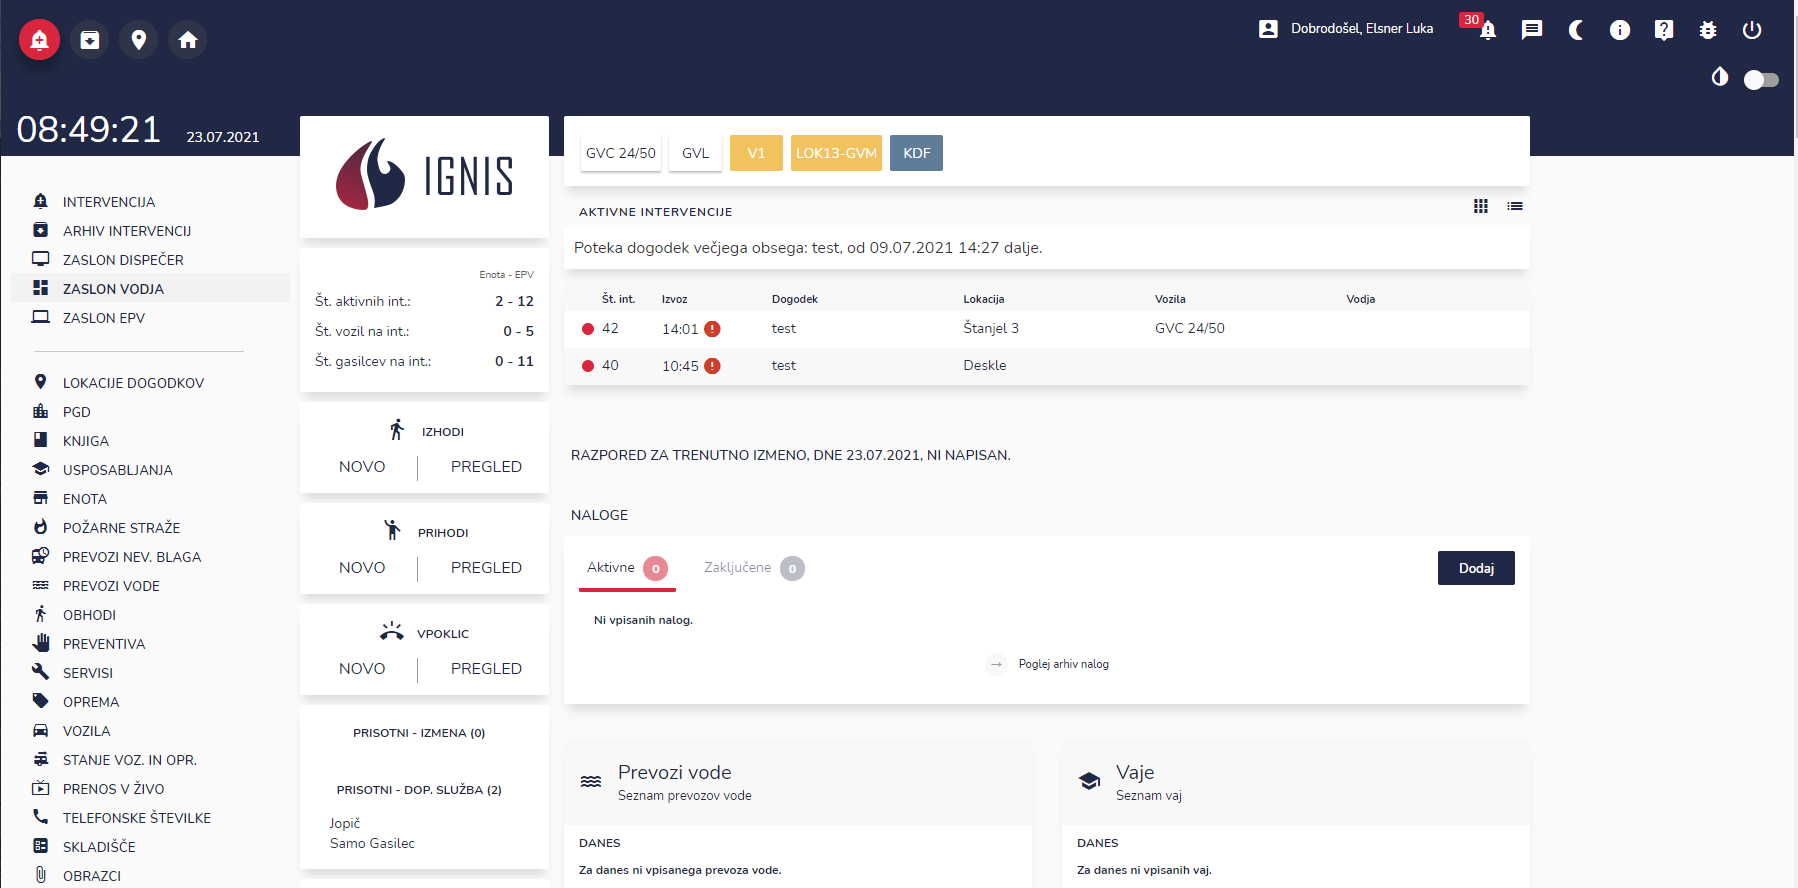 Dobrodošel, Elsner Luka
30
08:49:21
23.07.2021
INTERVENCIJA
ARHIV INTERVENCIJ
ZASLON DISPEČER
ZASLON VODJA
ZASLON EPV
LOKACIJE DOGODKOV
PGD
KNJIGA
USPOSABLJANJA
ENOTA
POŽARNE STRAŽE
PREVOZI NEV. BLAGA
PREVOZI VODE
OBHODI
PREVENTIVA
SERVISI
OPREMA
VOZILA
STANJE VOZ. IN OPR.
PRENOS V ŽIVO
TELEFONSKE ŠTEVILKE
SKLADIŠČE
OBRAZCI
IGNIS
Enota - EPV
Št. aktivnih int.: 2 - 12
Št. vozil na int.: 0 - 5
Št. gasilcev na int.: 0 - 11
IZHODI
NOVO PREGLED
PRIHODI
NOVO PREGLED
VPOKLIC
NOVO PREGLED
PRISOTNI - IZMENA (0)
PRISOTNI - DOP. SLUŽBA (2)
Jopič
Samo Gasilec
GVC 24/50 GVL V1 LOK13-GVM KDF
AKTIVNE INTERVENCIJE
Poteka dogodek večjega obsega: test, od 09.07.2021 14:27 dalje.
Št. int. Izvoz Dogodek Lokacija Vozila Vodja
42 14:01 test Štanjel 3 GVC 24/50
40 10:45 test Deskle
RAZPORED ZA TRENUTNO IZMENO, DNE 23.07.2021, NI NAPISAN.
NALOGE
Aktivne 0 Zaključene 0 Dodaj
Ni vpisanih nalog.
→ Poglej arhiv nalog
Prevozi vode
Seznam prevozov vode
DANES
Za danes ni vpisanega prevoza vode.
Vaje
Seznam vaj
DANES
Za danes ni vpisanih vaj.